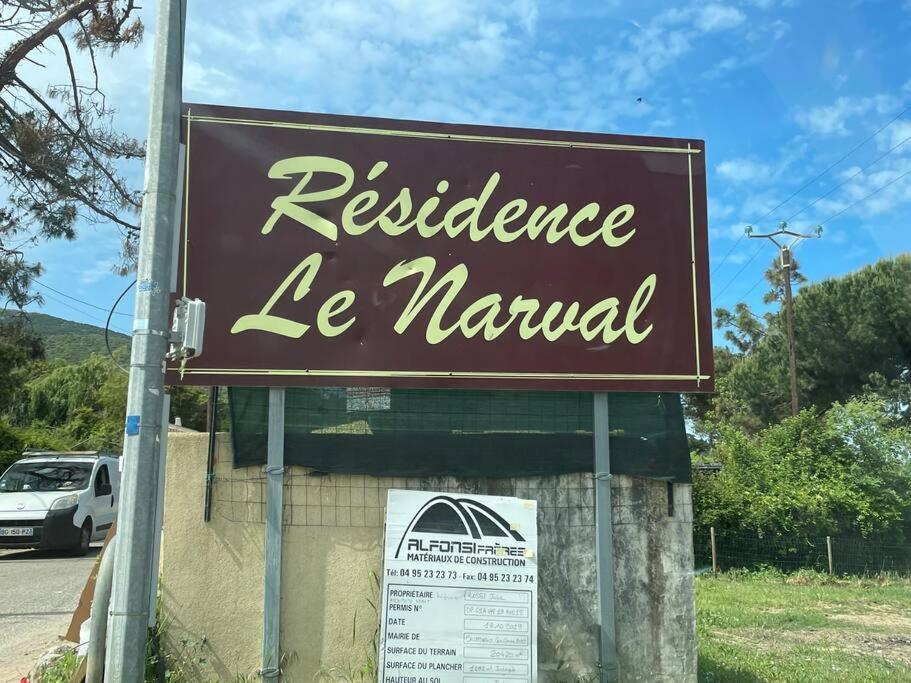 Résidence
Le Narval
ALFONSI FRÈRES
MATÉRIAUX DE CONSTRUCTION
Tél: 04 95 23 23 73 - Fax: 04 95 23 23 74
PROPRIÉTAIRE
PERMIS N°
DATE
MAIRIE DE
SURFACE DU TERRAIN
SURFACE DU PLANCHER
HAUTEUR AU SOL